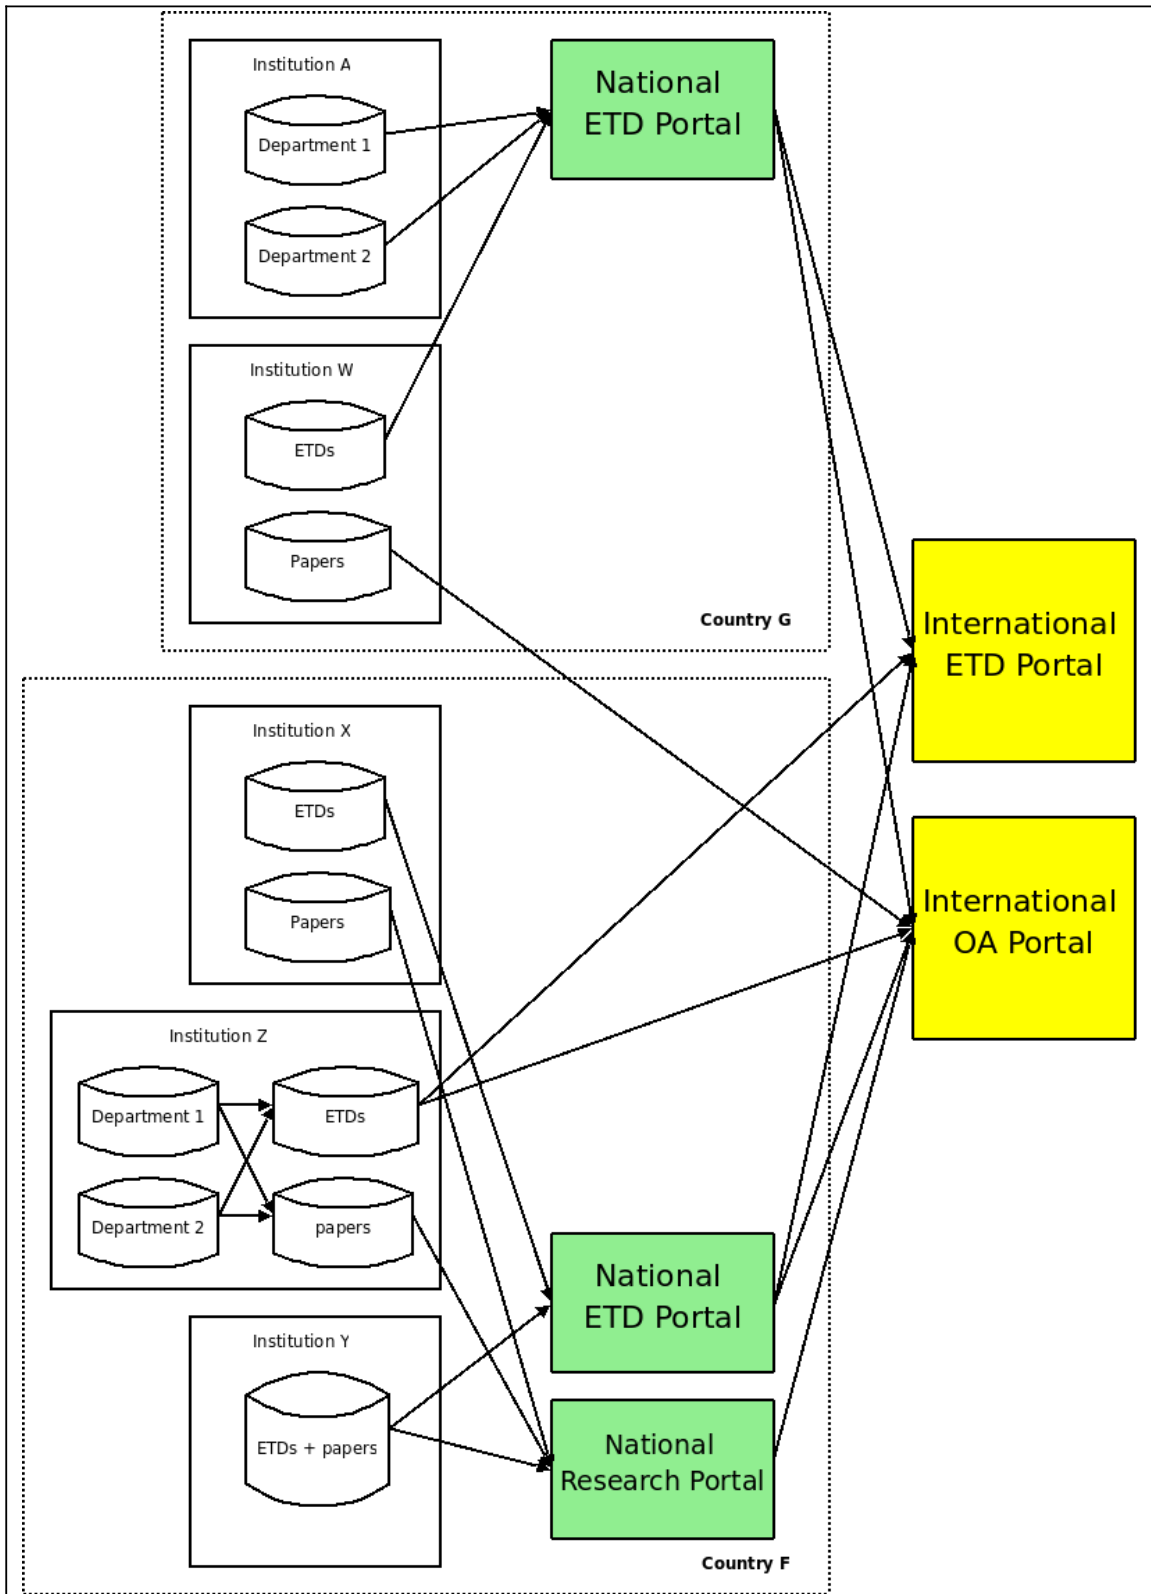 Institution A
Department 1
Department 2
National
ETD Portal
Institution W
ETDs
Papers
Country G
International
ETD Portal
International
OA Portal
Institution X
ETDs
Papers
Institution Z
Department 1
ETDs
Department 2
papers
National
ETD Portal
Institution Y
ETDs + papers
National
Research Portal
Country F